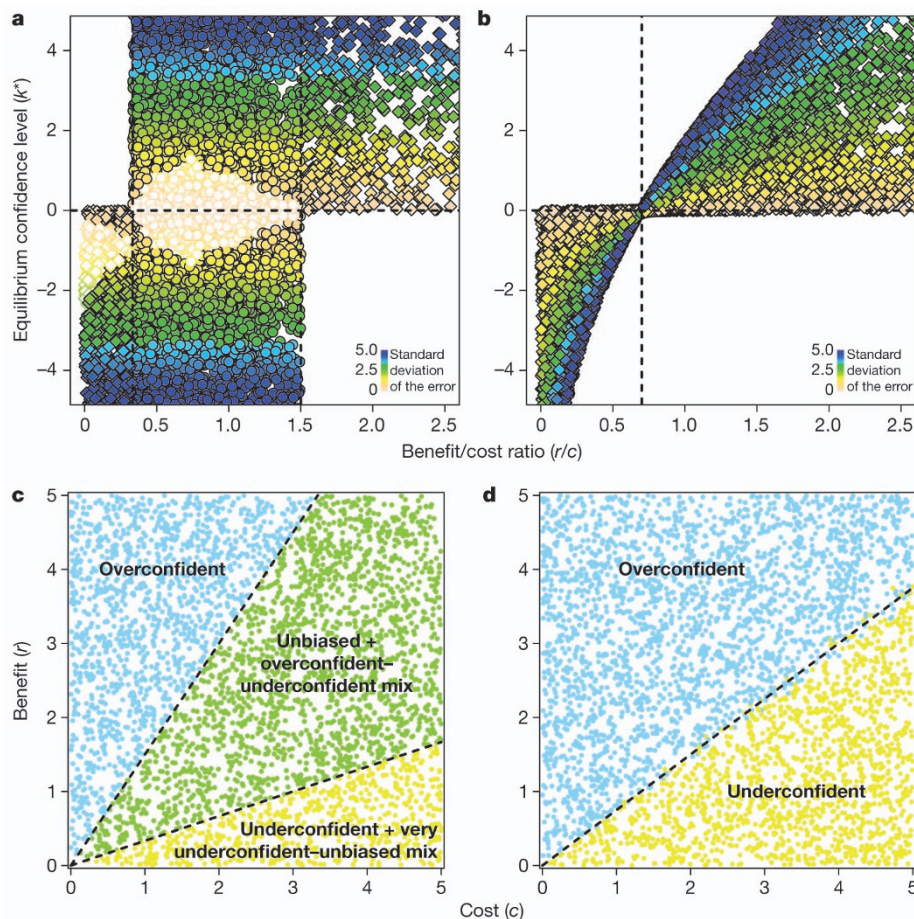 a
b
Equilibrium confidence level (k*)
4
2
0
−2
−4
5.0 Standard
2.5 deviation
0 of the error
0 0.5 1.0 1.5 2.0 2.5
5.0 Standard
2.5 deviation
0 of the error
4
2
0
−2
−4
0 0.5 1.0 1.5 2.0 2.5
Benefit/cost ratio (r/c)
c
d
Benefit (r)
5
4
3
2
1
0
Overconfident
Unbiased +
overconfident–
underconfident mix
Underconfident + very
underconfident–unbiased mix
0 1 2 3 4 5
5
4
3
2
1
0
Overconfident
Underconfident
0 1 2 3 4 5
Cost (c)